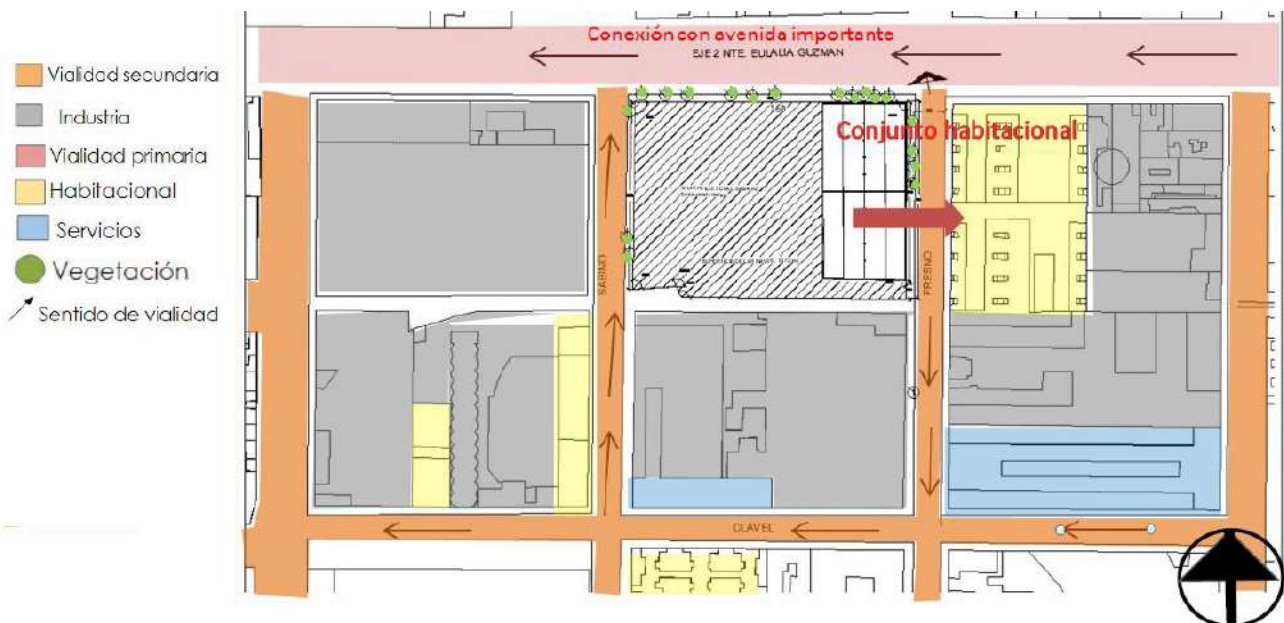 Conexión con avenida importante
EJE 2 NTE. EULALIA GUZMAN
Vialidad secundaria
Industria
Vialidad primaria
Habitacional
Servicios
Vegetación
Sentido de vialidad
Conjunto habitacional
SABINO
FRESNO
CLAVEL